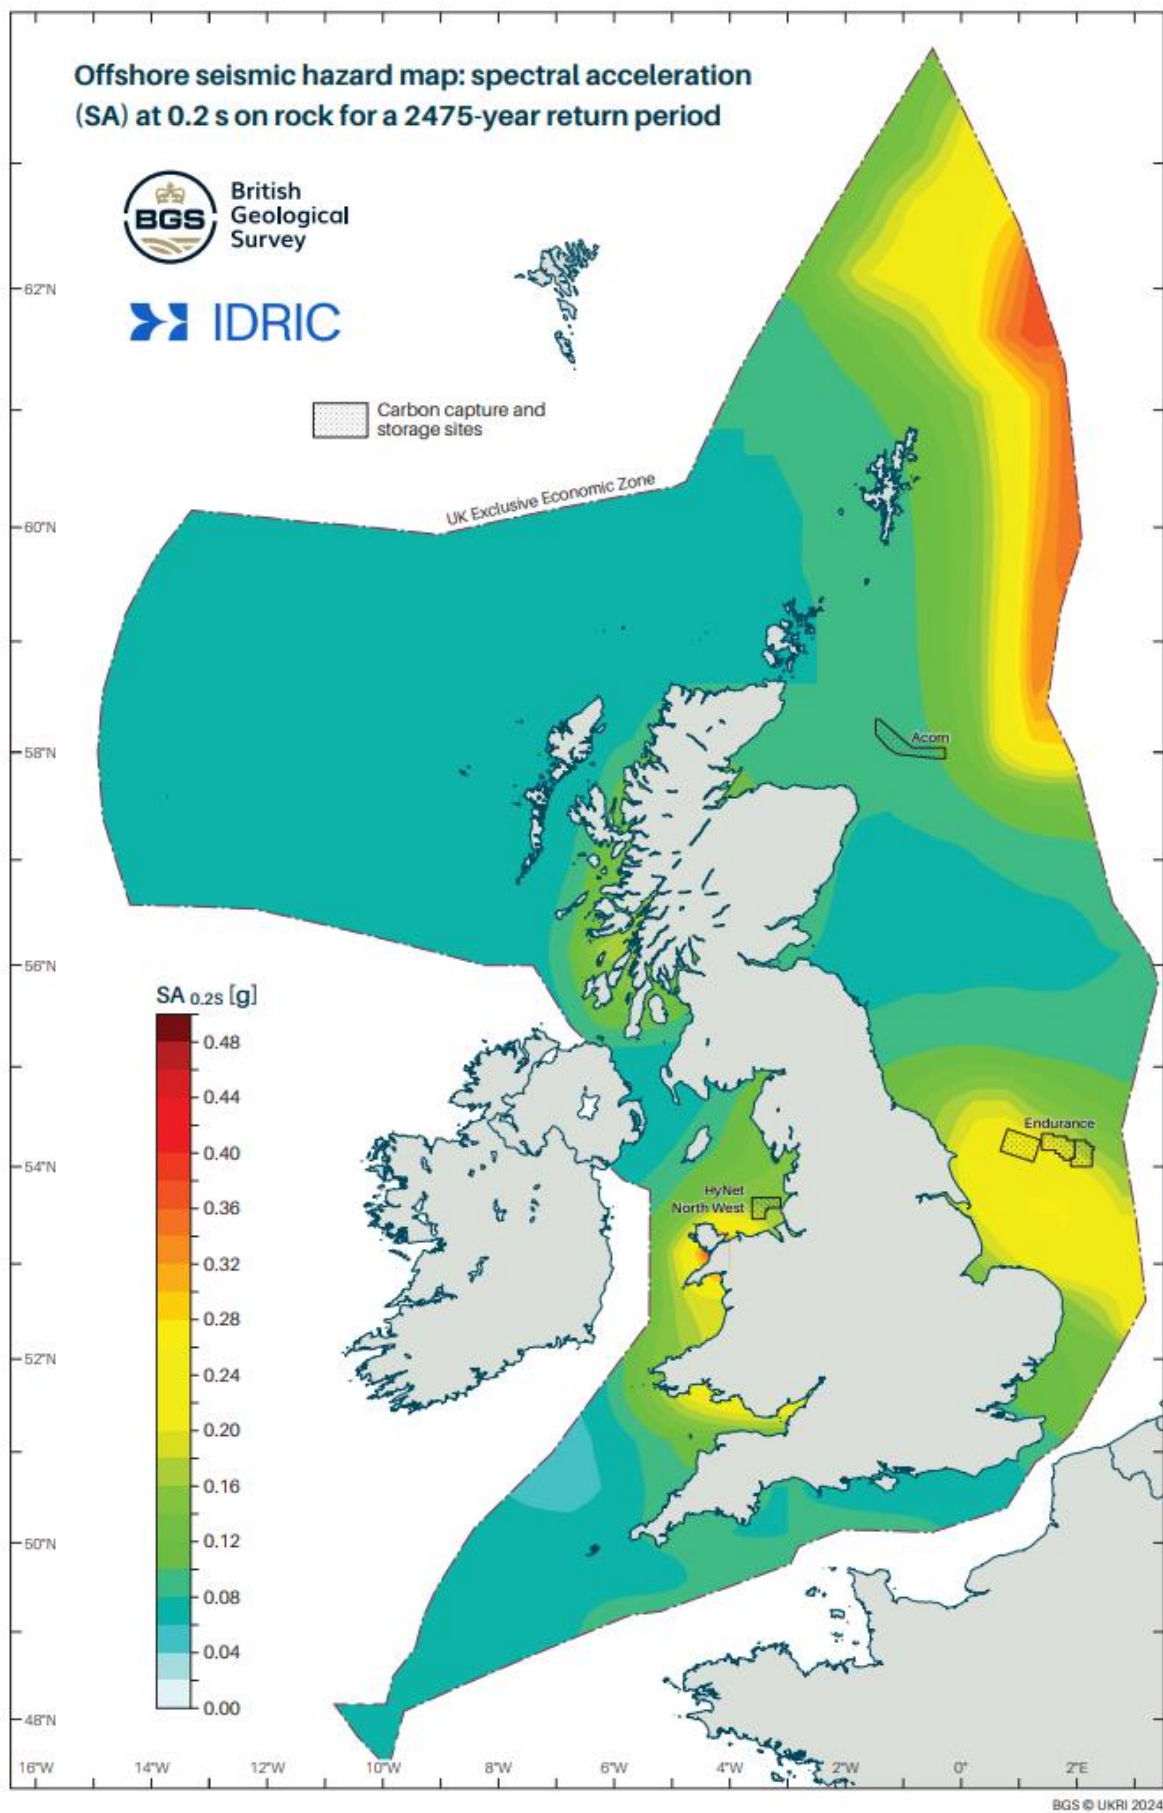 Offshore seismic hazard map: spectral acceleration
(SA) at 0.2 s on rock for a 2475-year return period
BGS
British
Geological
Survey
IDRIC
Carbon capture and
storage sites
UK Exclusive Economic Zone
62°N
60°N
58°N
56°N
54°N
52°N
50°N
48°N
Acorn
Endurance
HyNet
North West
SA 0.2S [g]
0.48
0.44
0.40
0.36
0.32
0.28
0.24
0.20
0.16
0.12
0.08
0.04
0.00
16°W 14°W 12°W 10°W 8°W 6°W 4°W 2°W 0° 2°E
BGS © UKRI 2024